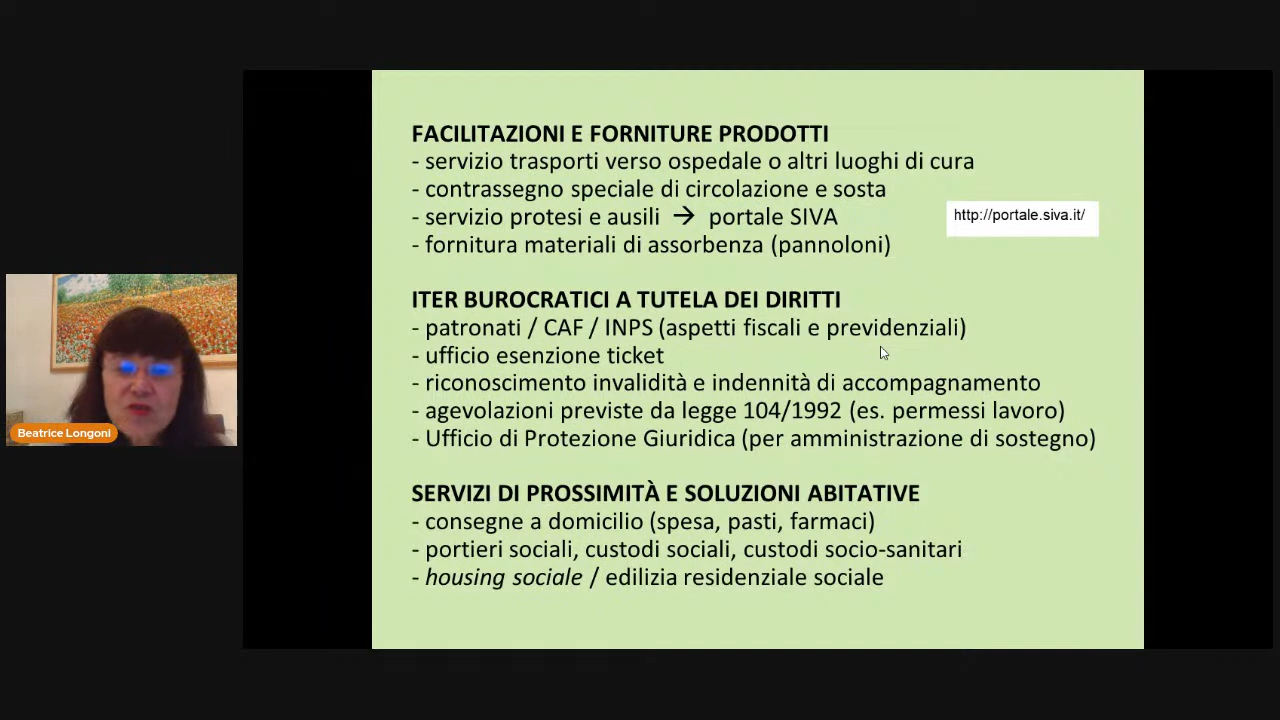 FACILITAZIONI E FORNITURE PRODOTTI
- servizio trasporti verso ospedale o altri luoghi di cura
- contrassegno speciale di circolazione e sosta
- servizio protesi e ausili → portale SIVA
http://portale.siva.it/
- fornitura materiali di assorbenza (pannoloni)
ITER BUROCRATICI A TUTELA DEI DIRITTI
- patronati / CAF / INPS (aspetti fiscali e previdenziali)
- ufficio esenzione ticket
- riconoscimento invalidità e indennità di accompagnamento
- agevolazioni previste da legge 104/1992 (es. permessi lavoro)
- Ufficio di Protezione Giuridica (per amministrazione di sostegno)
SERVIZI DI PROSSIMITÀ E SOLUZIONI ABITATIVE
- consegne a domicilio (spesa, pasti, farmaci)
- portieri sociali, custodi sociali, custodi socio-sanitari
- housing sociale / edilizia residenziale sociale
Beatrice Longoni